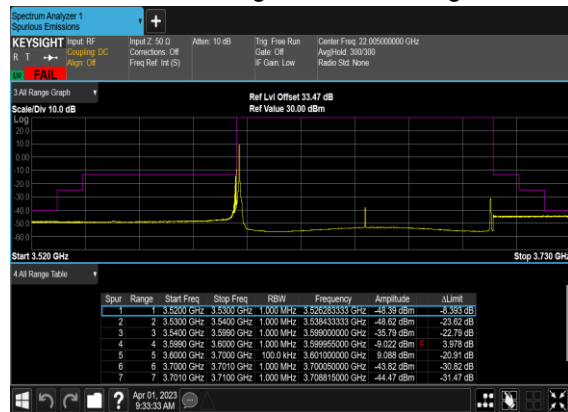 Spectrum Analyzer 1
Spurious Emissions
+
KEYSIGHT Input: RF Input Z: 50 Ω Atten: 10 dB Trig: Free Run Center Freq: 22.005000000 GHz
R T Coupling: DC Corrections: Off Gate: Off Avg|Hold: 300/300
Align: Off Freq Ref: Int (S) IF Gain: Low Radio Std: None
FAIL
3 All Range Graph
Ref Lvl Offset 33.47 dB
Scale/Div 10.0 dB Ref Value 30.00 dBm
Log
20.0
10.0
0.00
-10.0
-20.0
-30.0
-40.0
-50.0
-60.0
Start 3.520 GHz Stop 3.730 GHz
4 All Range Table
Spur Range Start Freq Stop Freq RBW Frequency Amplitude ΔLimit
1 1 3.5200 GHz 3.5300 GHz 1.000 MHz 3.526283333 GHz -48.39 dBm -8.393 dB
2 2 3.5300 GHz 3.5400 GHz 1.000 MHz 3.538433333 GHz -48.62 dBm -23.62 dB
3 3 3.5400 GHz 3.5990 GHz 1.000 MHz 3.599000000 GHz -35.79 dBm -22.79 dB
4 4 3.5990 GHz 3.6000 GHz 1.000 MHz 3.599955000 GHz -9.022 dBm F 3.978 dB
5 5 3.6000 GHz 3.7000 GHz 100.0 kHz 3.601000000 GHz 9.088 dBm -20.91 dB
6 6 3.7000 GHz 3.7010 GHz 1.000 MHz 3.700050000 GHz -43.82 dBm -30.82 dB
7 7 3.7010 GHz 3.7100 GHz 1.000 MHz 3.708815000 GHz -44.47 dBm -31.47 dB
? Apr 01, 2023
9:33:33 AM